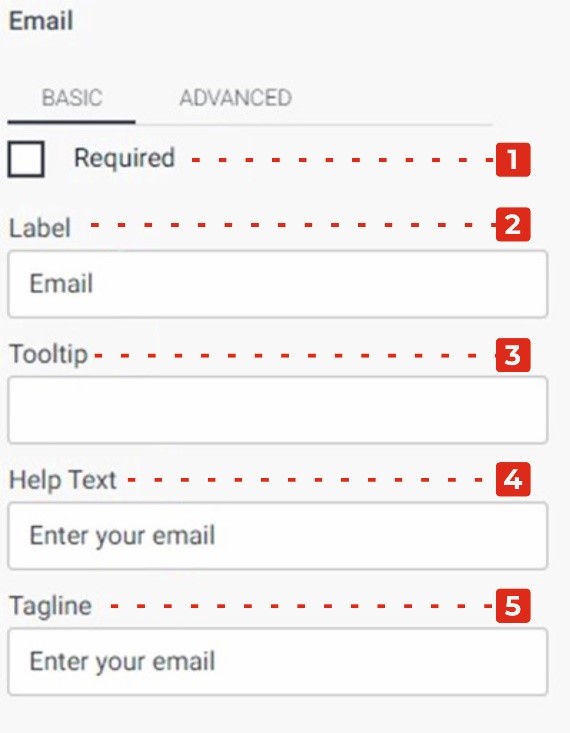 Email
BASIC ADVANCED
Required 1
Label 2
Email
Tooltip 3
Help Text 4
Enter your email
Tagline 5
Enter your email